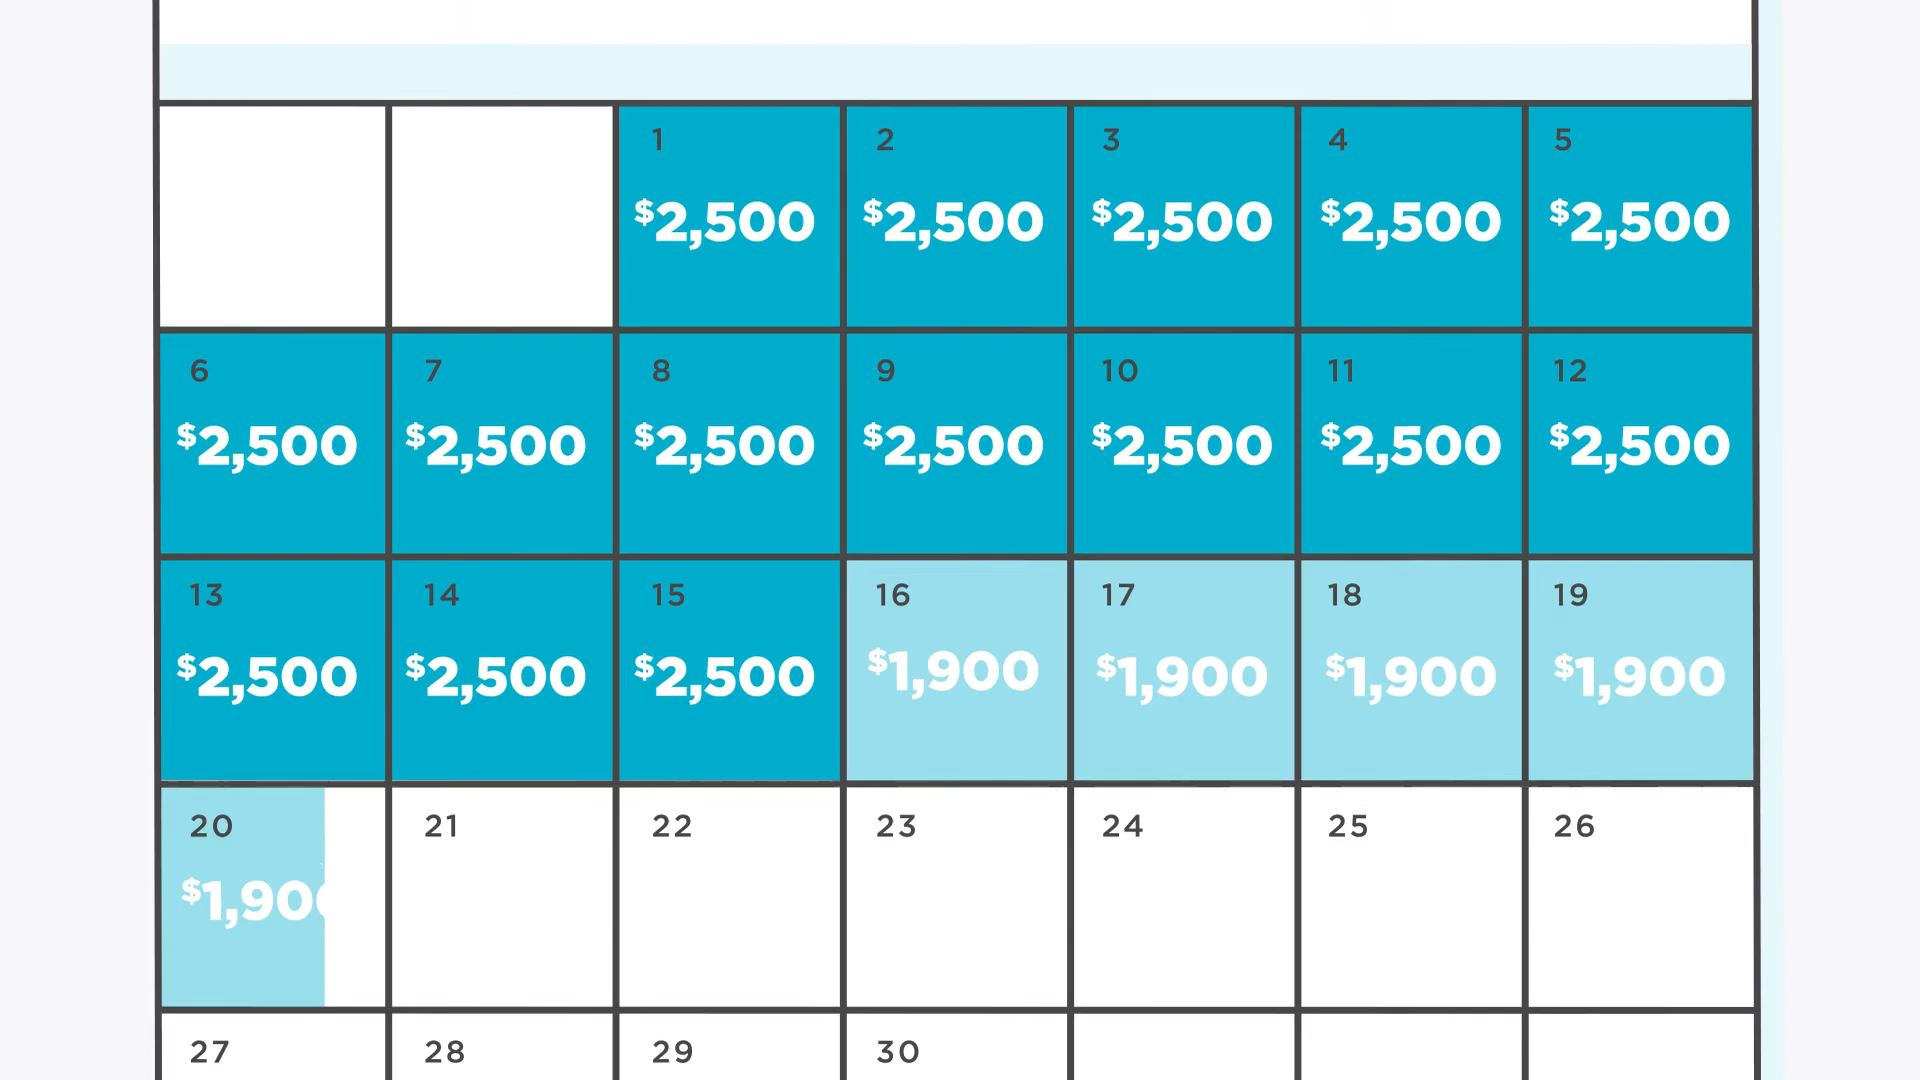 1 2 3 4 5
$2,500 $2,500 $2,500 $2,500 $2,500
6 7 8 9 10 11 12
$2,500 $2,500 $2,500 $2,500 $2,500 $2,500 $2,500
13 14 15 16 17 18 19
$2,500 $2,500 $2,500 $1,900 $1,900 $1,900 $1,900
20 21 22 23 24 25 26
$1,900
27 28 29 30